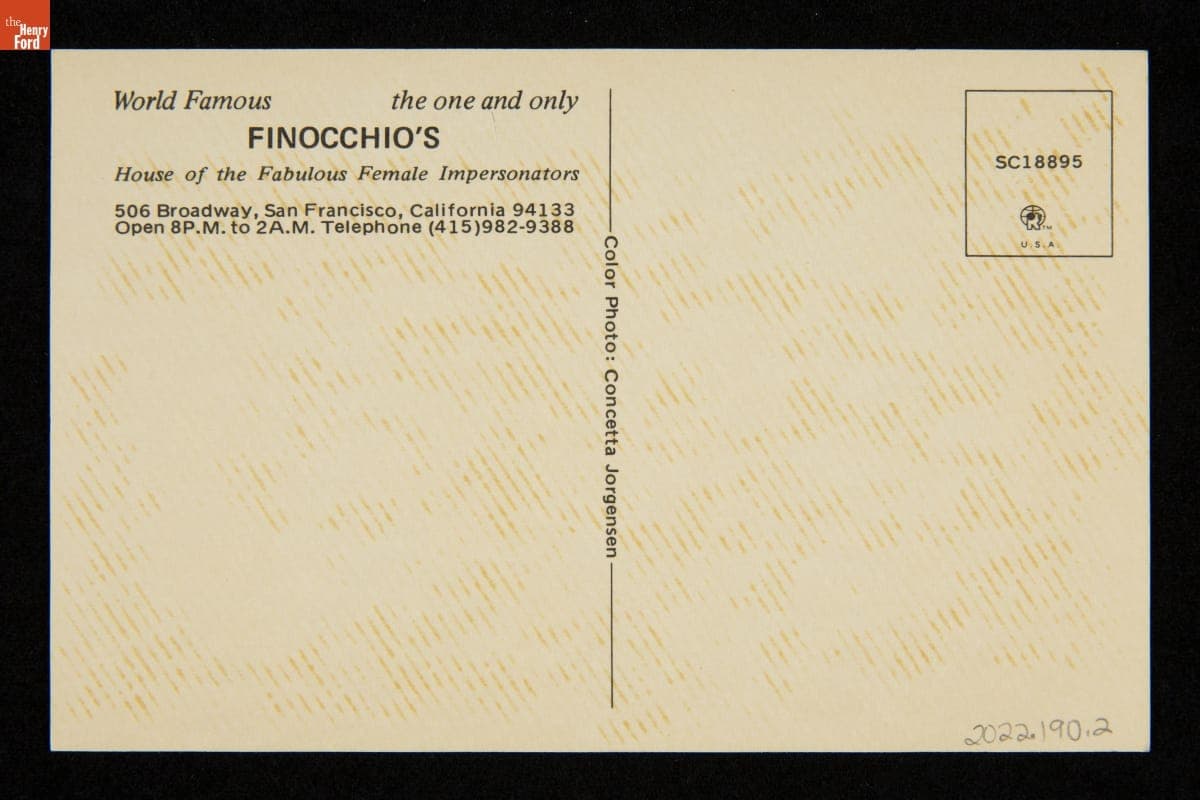 the
Henry
Ford
World Famous the one and only
FINOCCHIO'S
House of the Fabulous Female Impersonators
506 Broadway, San Francisco, California 94133
Open 8P.M. to 2A.M. Telephone (415)982-9388
Color Photo: Concetta Jorgensen
SC18895
TM
U.S.A
2022.190.2